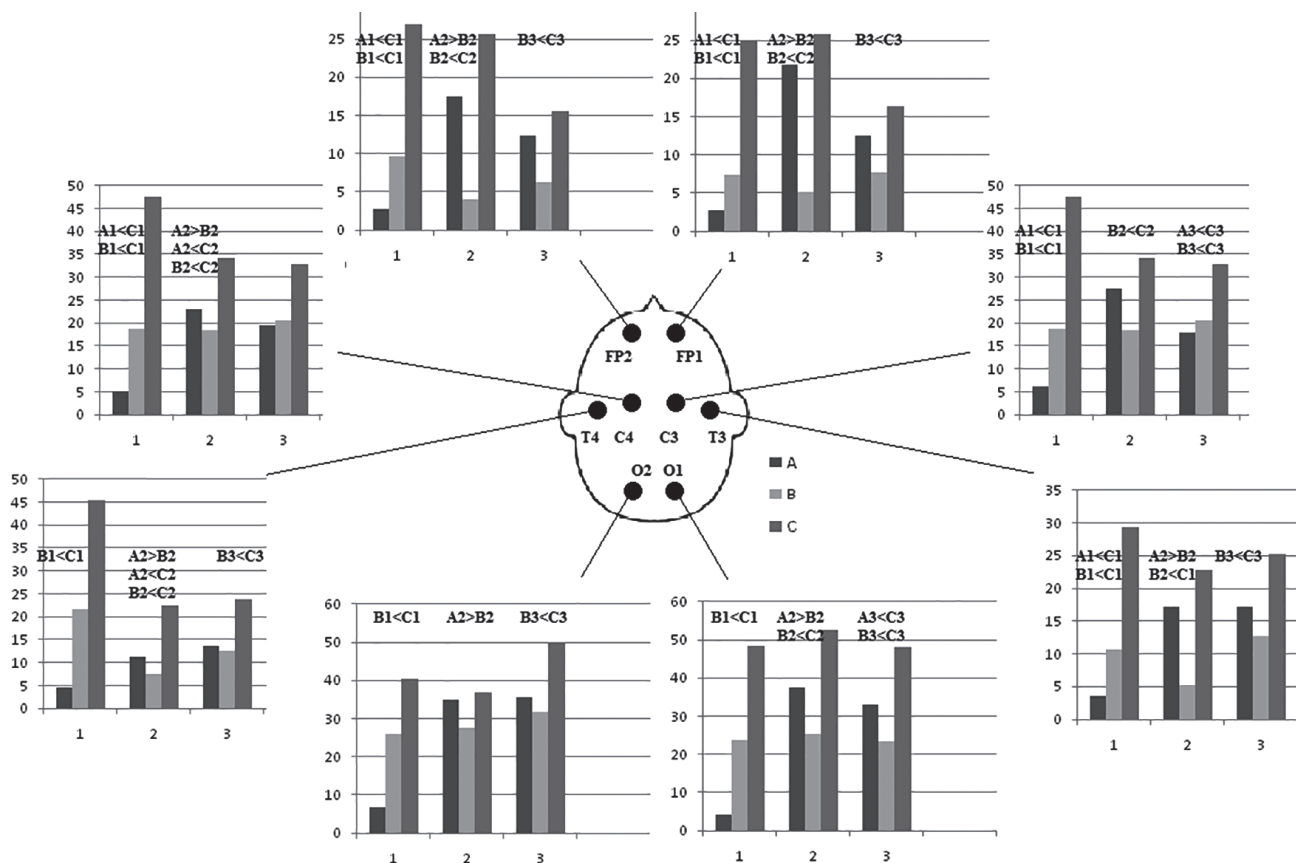 25
20
15
10
5
0
A1<C1 A2>B2 B3<C3
B1<C1 B2<C2
1 2 3
25
20
15
10
5
0
A1<C1 A2>B2 B3<C3
B1<C1 B2<C2
1 2 3
50
45
40
35
30
25
20
15
10
5
0
A1<C1 A2>B2
B1<C1 A2<C2
B2<C2
1 2 3
50
45
40
35
30
25
20
15
10
5
0
A1<C1 B2<C2 A3<C3
B1<C1 B3<C3
1 2 3
FP2 FP1
T4 C4 C3 T3
O2 O1
A
B
C
50
45
40
35
30
25
20
15
10
5
0
B1<C1 A2>B2 B3<C3
A2<C2
B2<C2
1 2 3
35
30
25
20
15
10
5
0
A1<C1 A2>B2 B3<C3
B1<C1 B2<C1
1 2 3
60
50
40
30
20
10
0
B1<C1 A2>B2 B3<C3
1 2 3
60
50
40
30
20
10
0
B1<C1 A2>B2 A3<C3
B2<C2 B3<C3
1 2 3